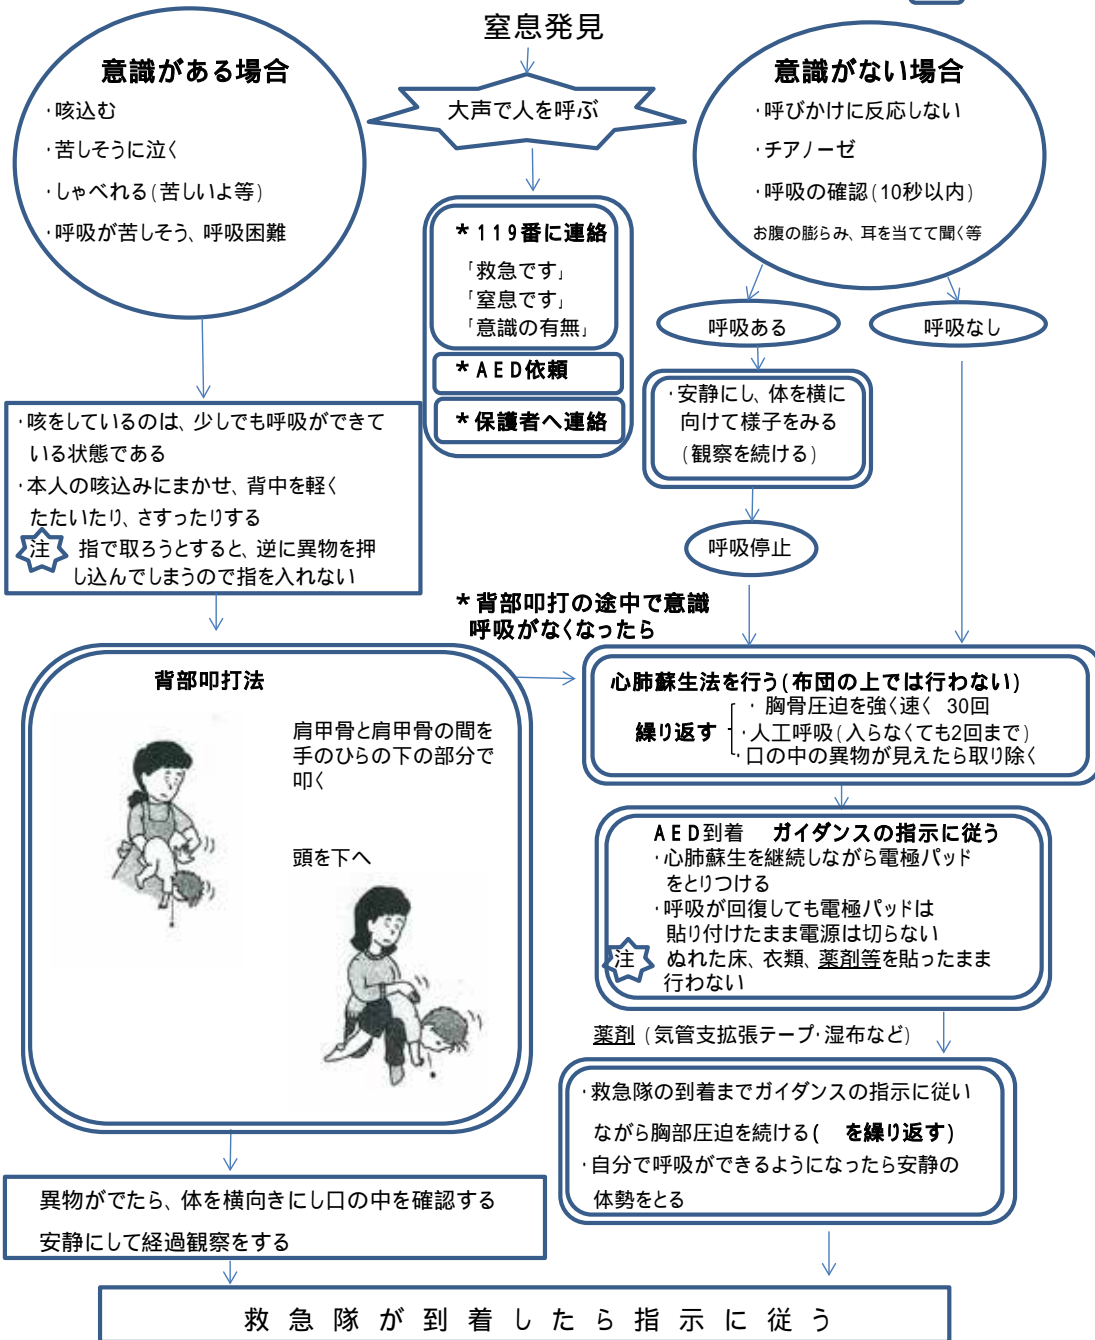 窒息発見
大声で人を呼ぶ
意識がある場合
・咳込む
・苦しそうに泣く
・しゃべれる(苦しいよ等)
・呼吸が苦しそう、呼吸困難
意識がない場合
・呼びかけに反応しない
・チアノーゼ
・呼吸の確認(10秒以内)
お腹の膨らみ、耳を当てて聞く等
*119番に連絡
「救急です」
「窒息です」
「意識の有無」
*AED依頼
*保護者へ連絡
呼吸ある
呼吸なし
・安静にし、体を横に
向けて様子をみる
(観察を続ける)
呼吸停止
・咳をしているのは、少しでも呼吸ができて
いる状態である
・本人の咳込みにまかせ、背中を軽く
たたいたり、さすったりする
注 指で取ろうとすると、逆に異物を押
し込んでしまうので指を入れない
*背部叩打の途中で意識
呼吸がなくなったら
背部叩打法
肩甲骨と肩甲骨の間を
手のひらの下の部分で
叩く
頭を下へ
心肺蘇生法を行う(布団の上では行わない)
繰り返す
・胸骨圧迫を強く速く 30回
・人工呼吸(入らなくても2回まで)
・口の中の異物が見えたら取り除く
AED到着 ガイダンスの指示に従う
・心肺蘇生を継続しながら電極パッド
をとりつける
・呼吸が回復しても電極パッドは
貼り付けたまま電源は切らない
注 ぬれた床、衣類、薬剤等を貼ったまま
行わない
薬剤(気管支拡張テープ・湿布など)
・救急隊の到着までガイダンスの指示に従い
ながら胸部圧迫を続ける( を繰り返す)
・自分で呼吸ができるようになったら安静の
体勢をとる
異物がでたら、体を横向きにし口の中を確認する
安静にして経過観察をする
救急隊が到着したら指示に従う